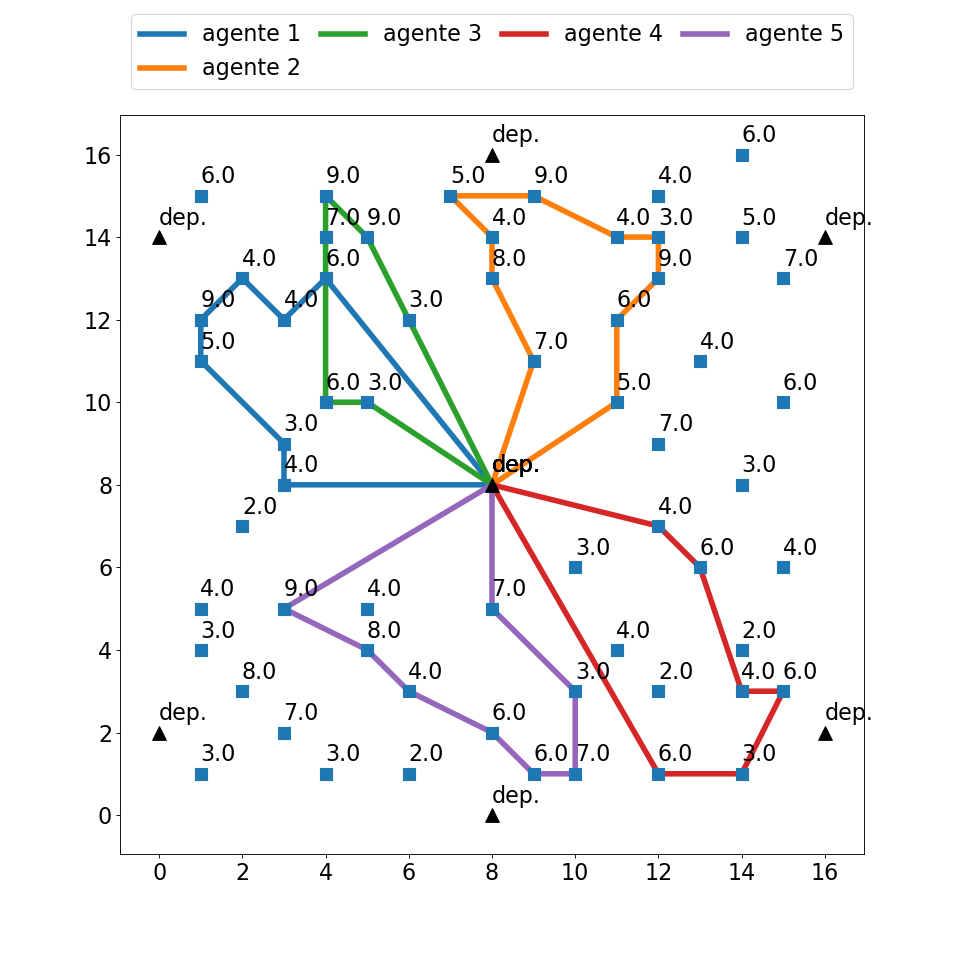 agente 1 agente 3 agente 4 agente 5
agente 2
dep. 6.0
16
6.0 9.0 5.0 9.0 4.0
dep. 7.0 9.0 4.0 4.0 3.0 5.0 dep.
14
4.0 6.0 8.0 9.0 7.0
9.0 4.0 3.0 6.0
12
5.0 7.0 4.0
6.0 3.0 5.0 6.0
10
3.0 7.0
4.0 dep. dep. 3.0
8
2.0 4.0
3.0 6.0 4.0
6
4.0 9.0 4.0 7.0
3.0 8.0 4.0 2.0
4
8.0 4.0 3.0 2.0 4.0 6.0
dep. 7.0 6.0 dep.
2
3.0 3.0 2.0 6.0 7.0 6.0 3.0
dep.
0
0 2 4 6 8 10 12 14 16